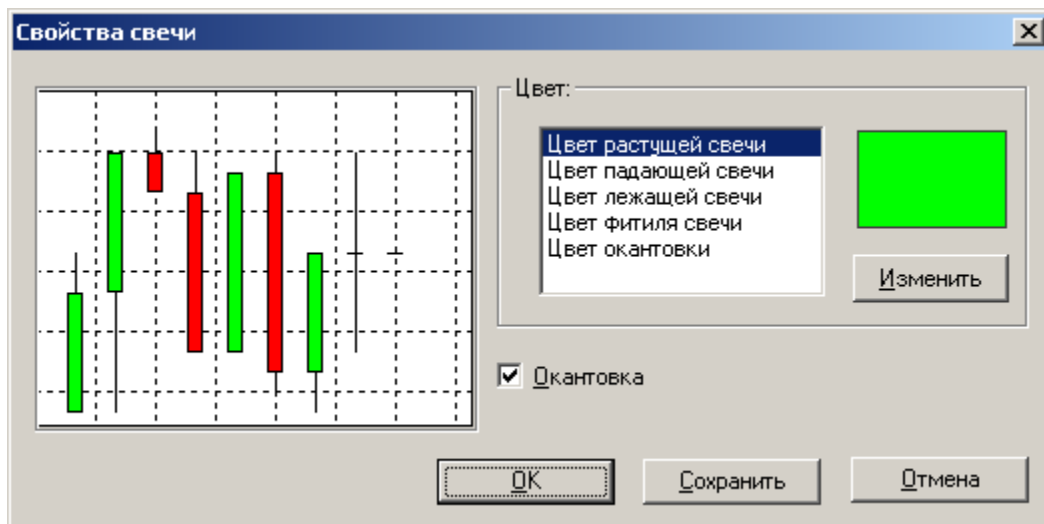 Свойства свечи
Цвет:
Цвет растущей свечи
Цвет падающей свечи
Цвет лежащей свечи
Цвет фитиля свечи
Цвет окантовки
Изменить
Окантовка
OK
Сохранить
Отмена